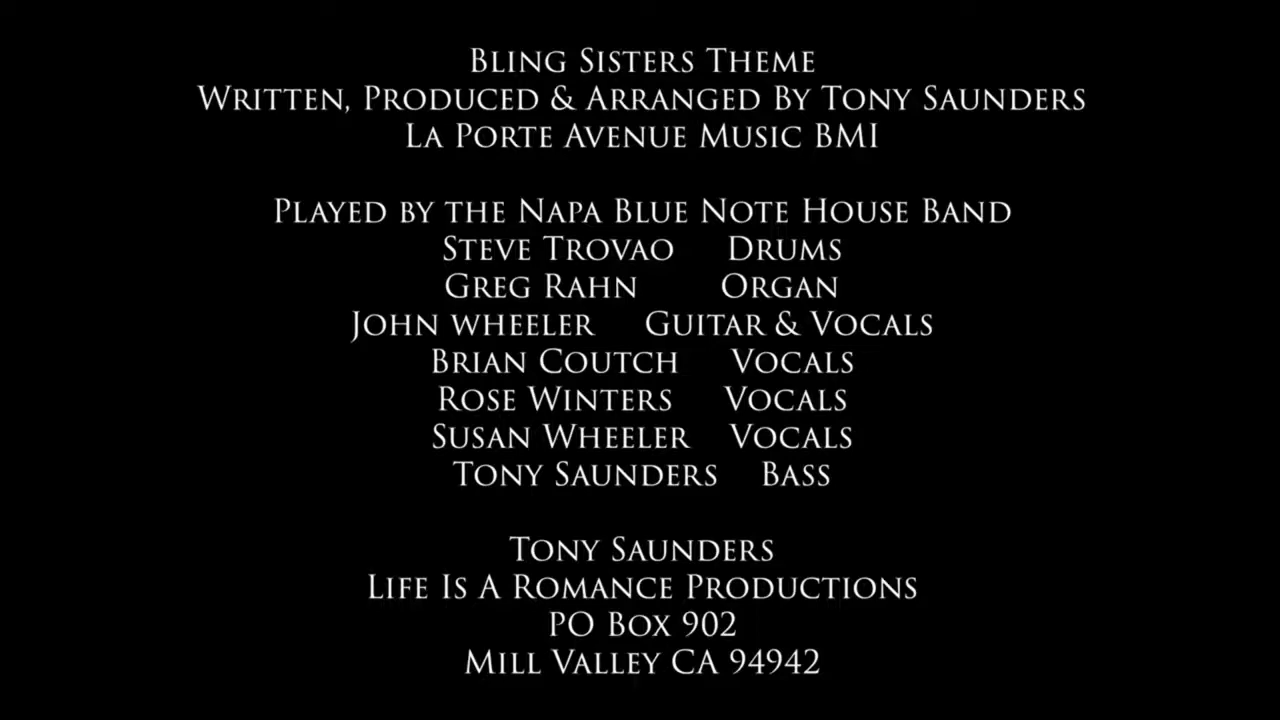 Bling Sisters Theme
Written, Produced & Arranged By Tony Saunders
La Porte Avenue Music BMI
Played by the Napa Blue Note House Band
Steve Trovao Drums
Greg Rahn Organ
John wheeler Guitar & Vocals
Brian Coutch Vocals
Rose Winters Vocals
Susan Wheeler Vocals
Tony Saunders Bass
Tony Saunders
Life Is A Romance Productions
PO Box 902
Mill Valley CA 94942